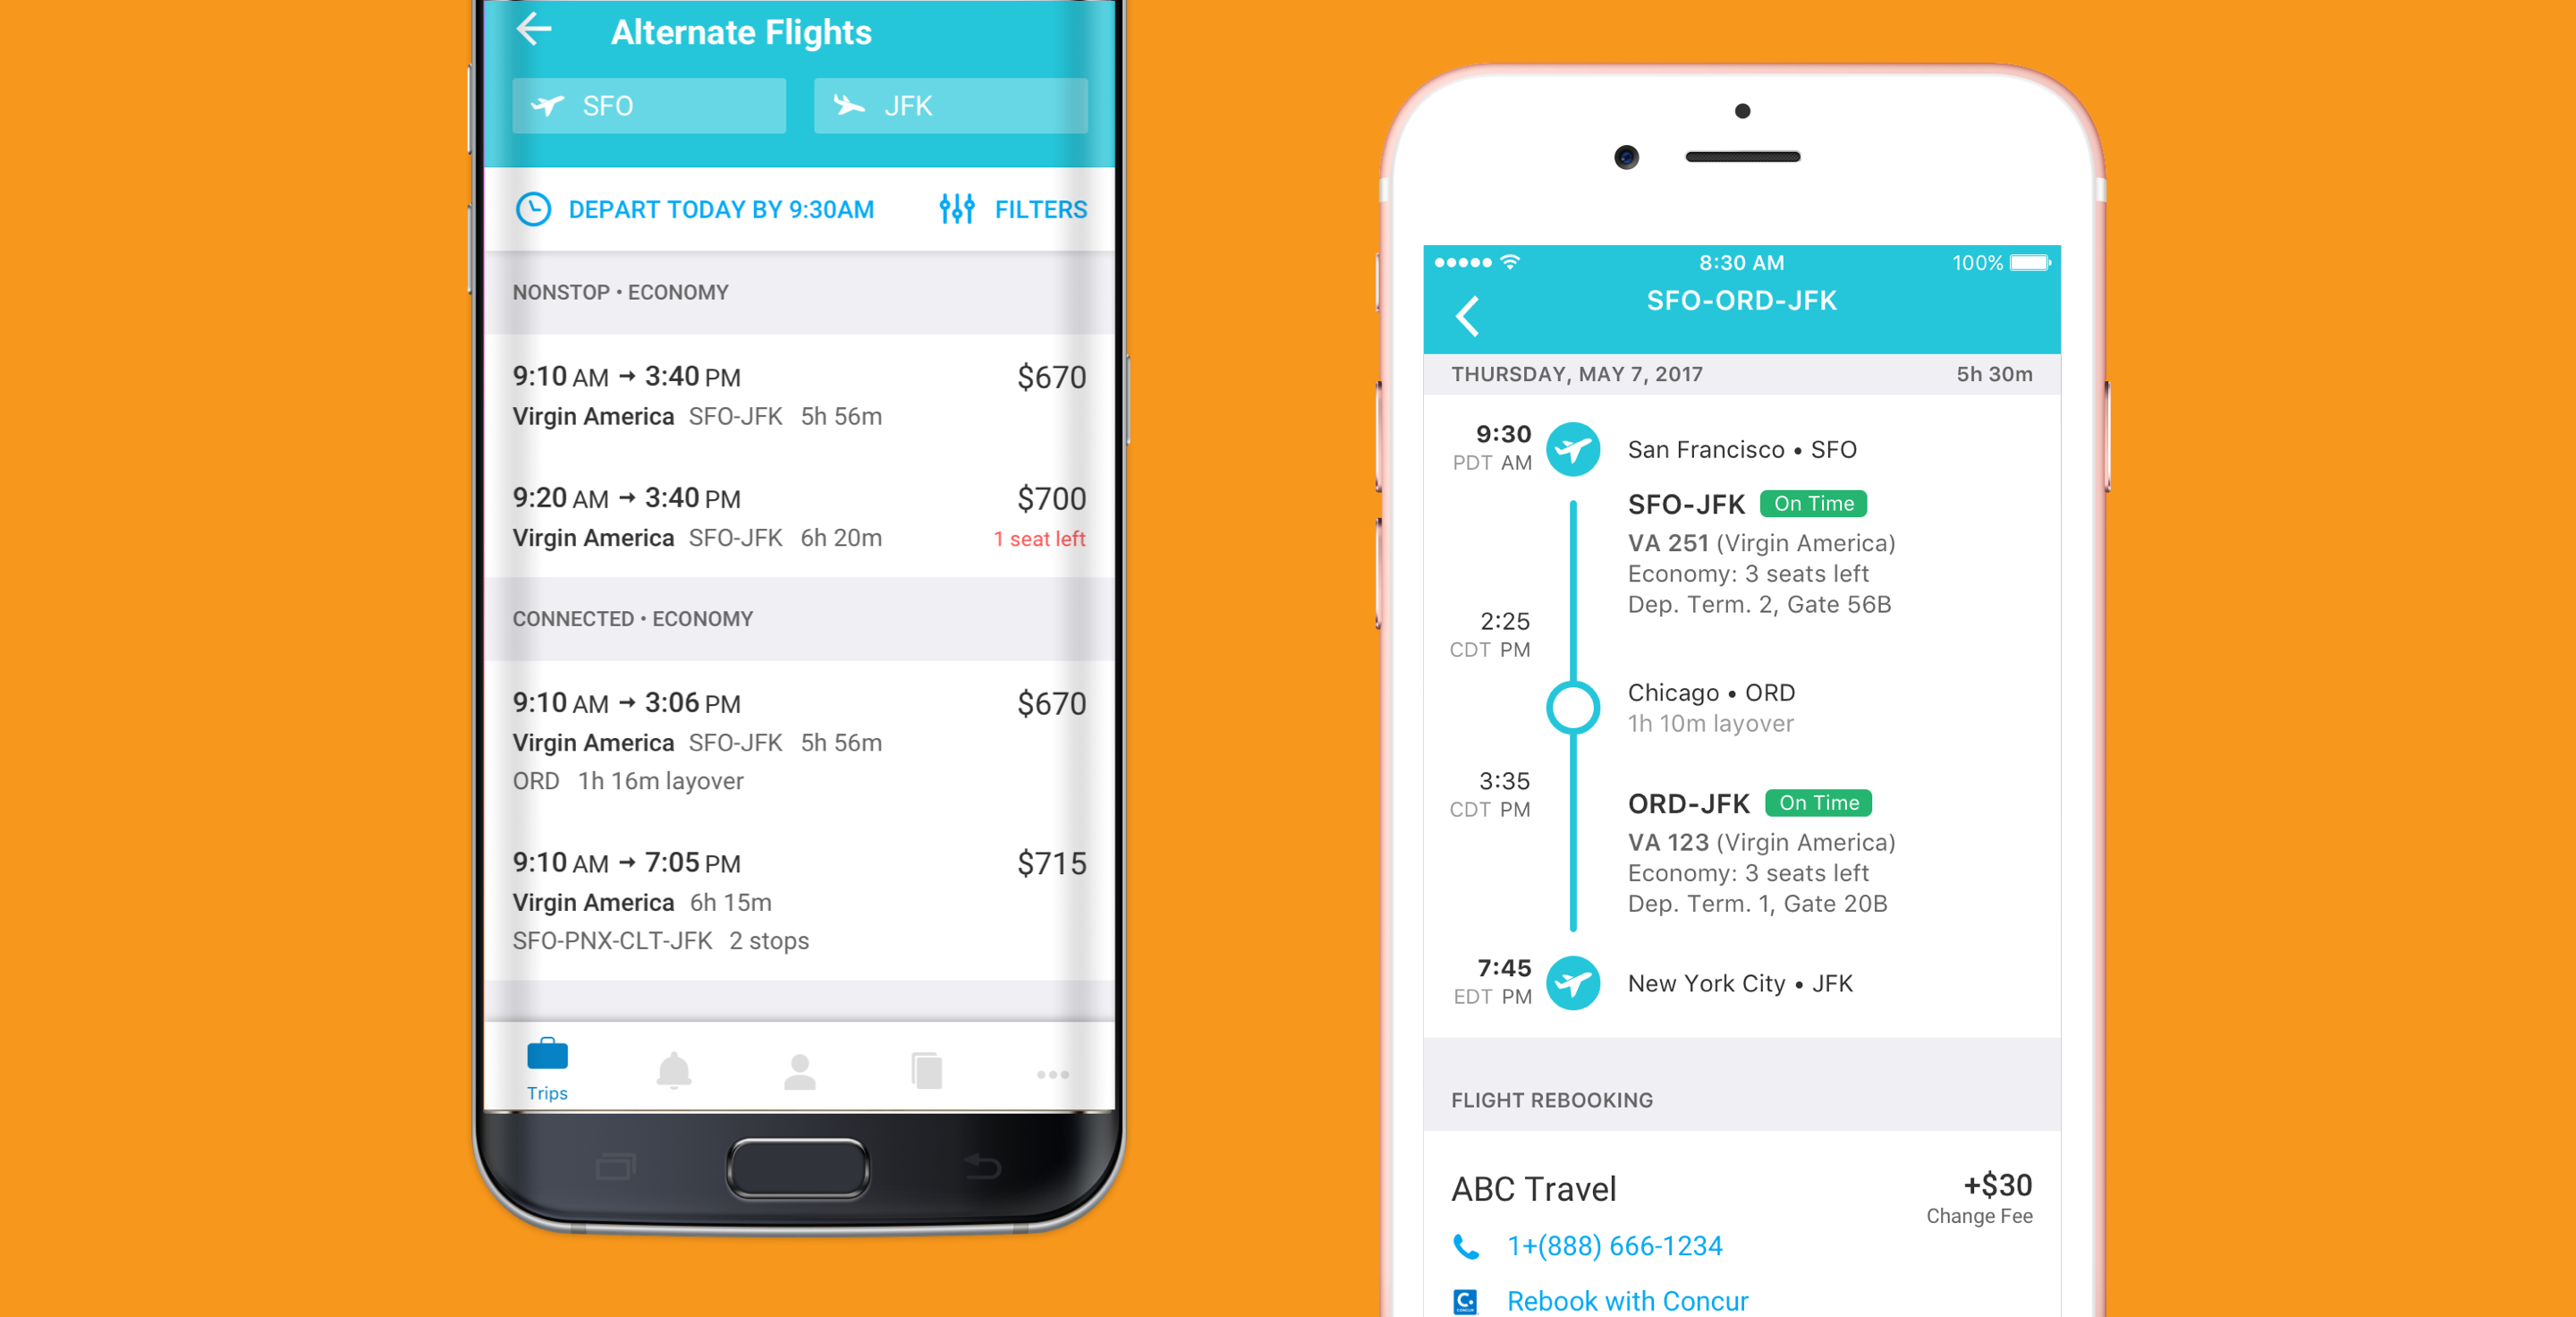 Alternate Flights
SFO JFK
DEPART TODAY BY 9:30AM FILTERS
NONSTOP • ECONOMY
9:10 AM → 3:40 PM $670
Virgin America SFO-JFK 5h 56m
9:20 AM → 3:40 PM $700
Virgin America SFO-JFK 6h 20m 1 seat left
CONNECTED • ECONOMY
9:10 AM → 3:06 PM $670
Virgin America SFO-JFK 5h 56m
ORD 1h 16m layover
9:10 AM → 7:05 PM $715
Virgin America 6h 15m
SFO-PNX-CLT-JFK 2 stops
Trips
8:30 AM 100%
SFO-ORD-JFK
THURSDAY, MAY 7, 2017 5h 30m
9:30
PDT AM
San Francisco • SFO
SFO-JFK On Time
VA 251 (Virgin America)
Economy: 3 seats left
Dep. Term. 2, Gate 56B
2:25
CDT PM
Chicago • ORD
1h 10m layover
3:35
CDT PM
ORD-JFK On Time
VA 123 (Virgin America)
Economy: 3 seats left
Dep. Term. 1, Gate 20B
7:45
EDT PM
New York City • JFK
FLIGHT REBOOKING
ABC Travel +$30
Change Fee
1+(888) 666-1234
C.
CONCUR
Rebook with Concur